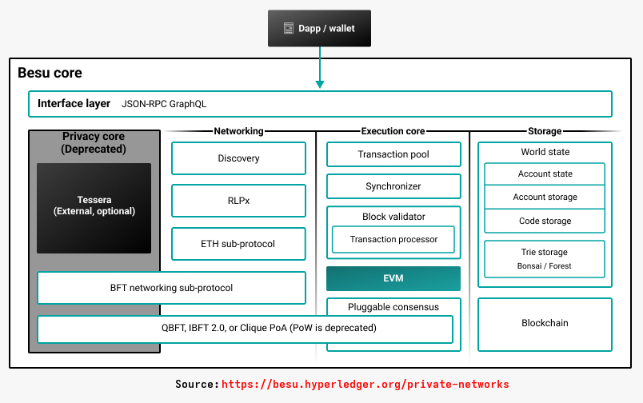 Dapp / wallet
Besu core
Interface layer JSON-RPC GraphQL
Privacy core
(Deprecated)
Tessera
(External, optional)
Networking
Discovery
RLPx
ETH sub-protocol
BFT networking sub-protocol
Execution core
Transaction pool
Synchronizer
Block validator
Transaction processor
EVM
Pluggable consensus
QBFT, IBFT 2.0, or Clique PoA (PoW is deprecated)
Storage
World state
Account state
Account storage
Code storage
Trie storage
Bonsai / Forest
Blockchain
Source: https://besu.hyperledger.org/private-networks